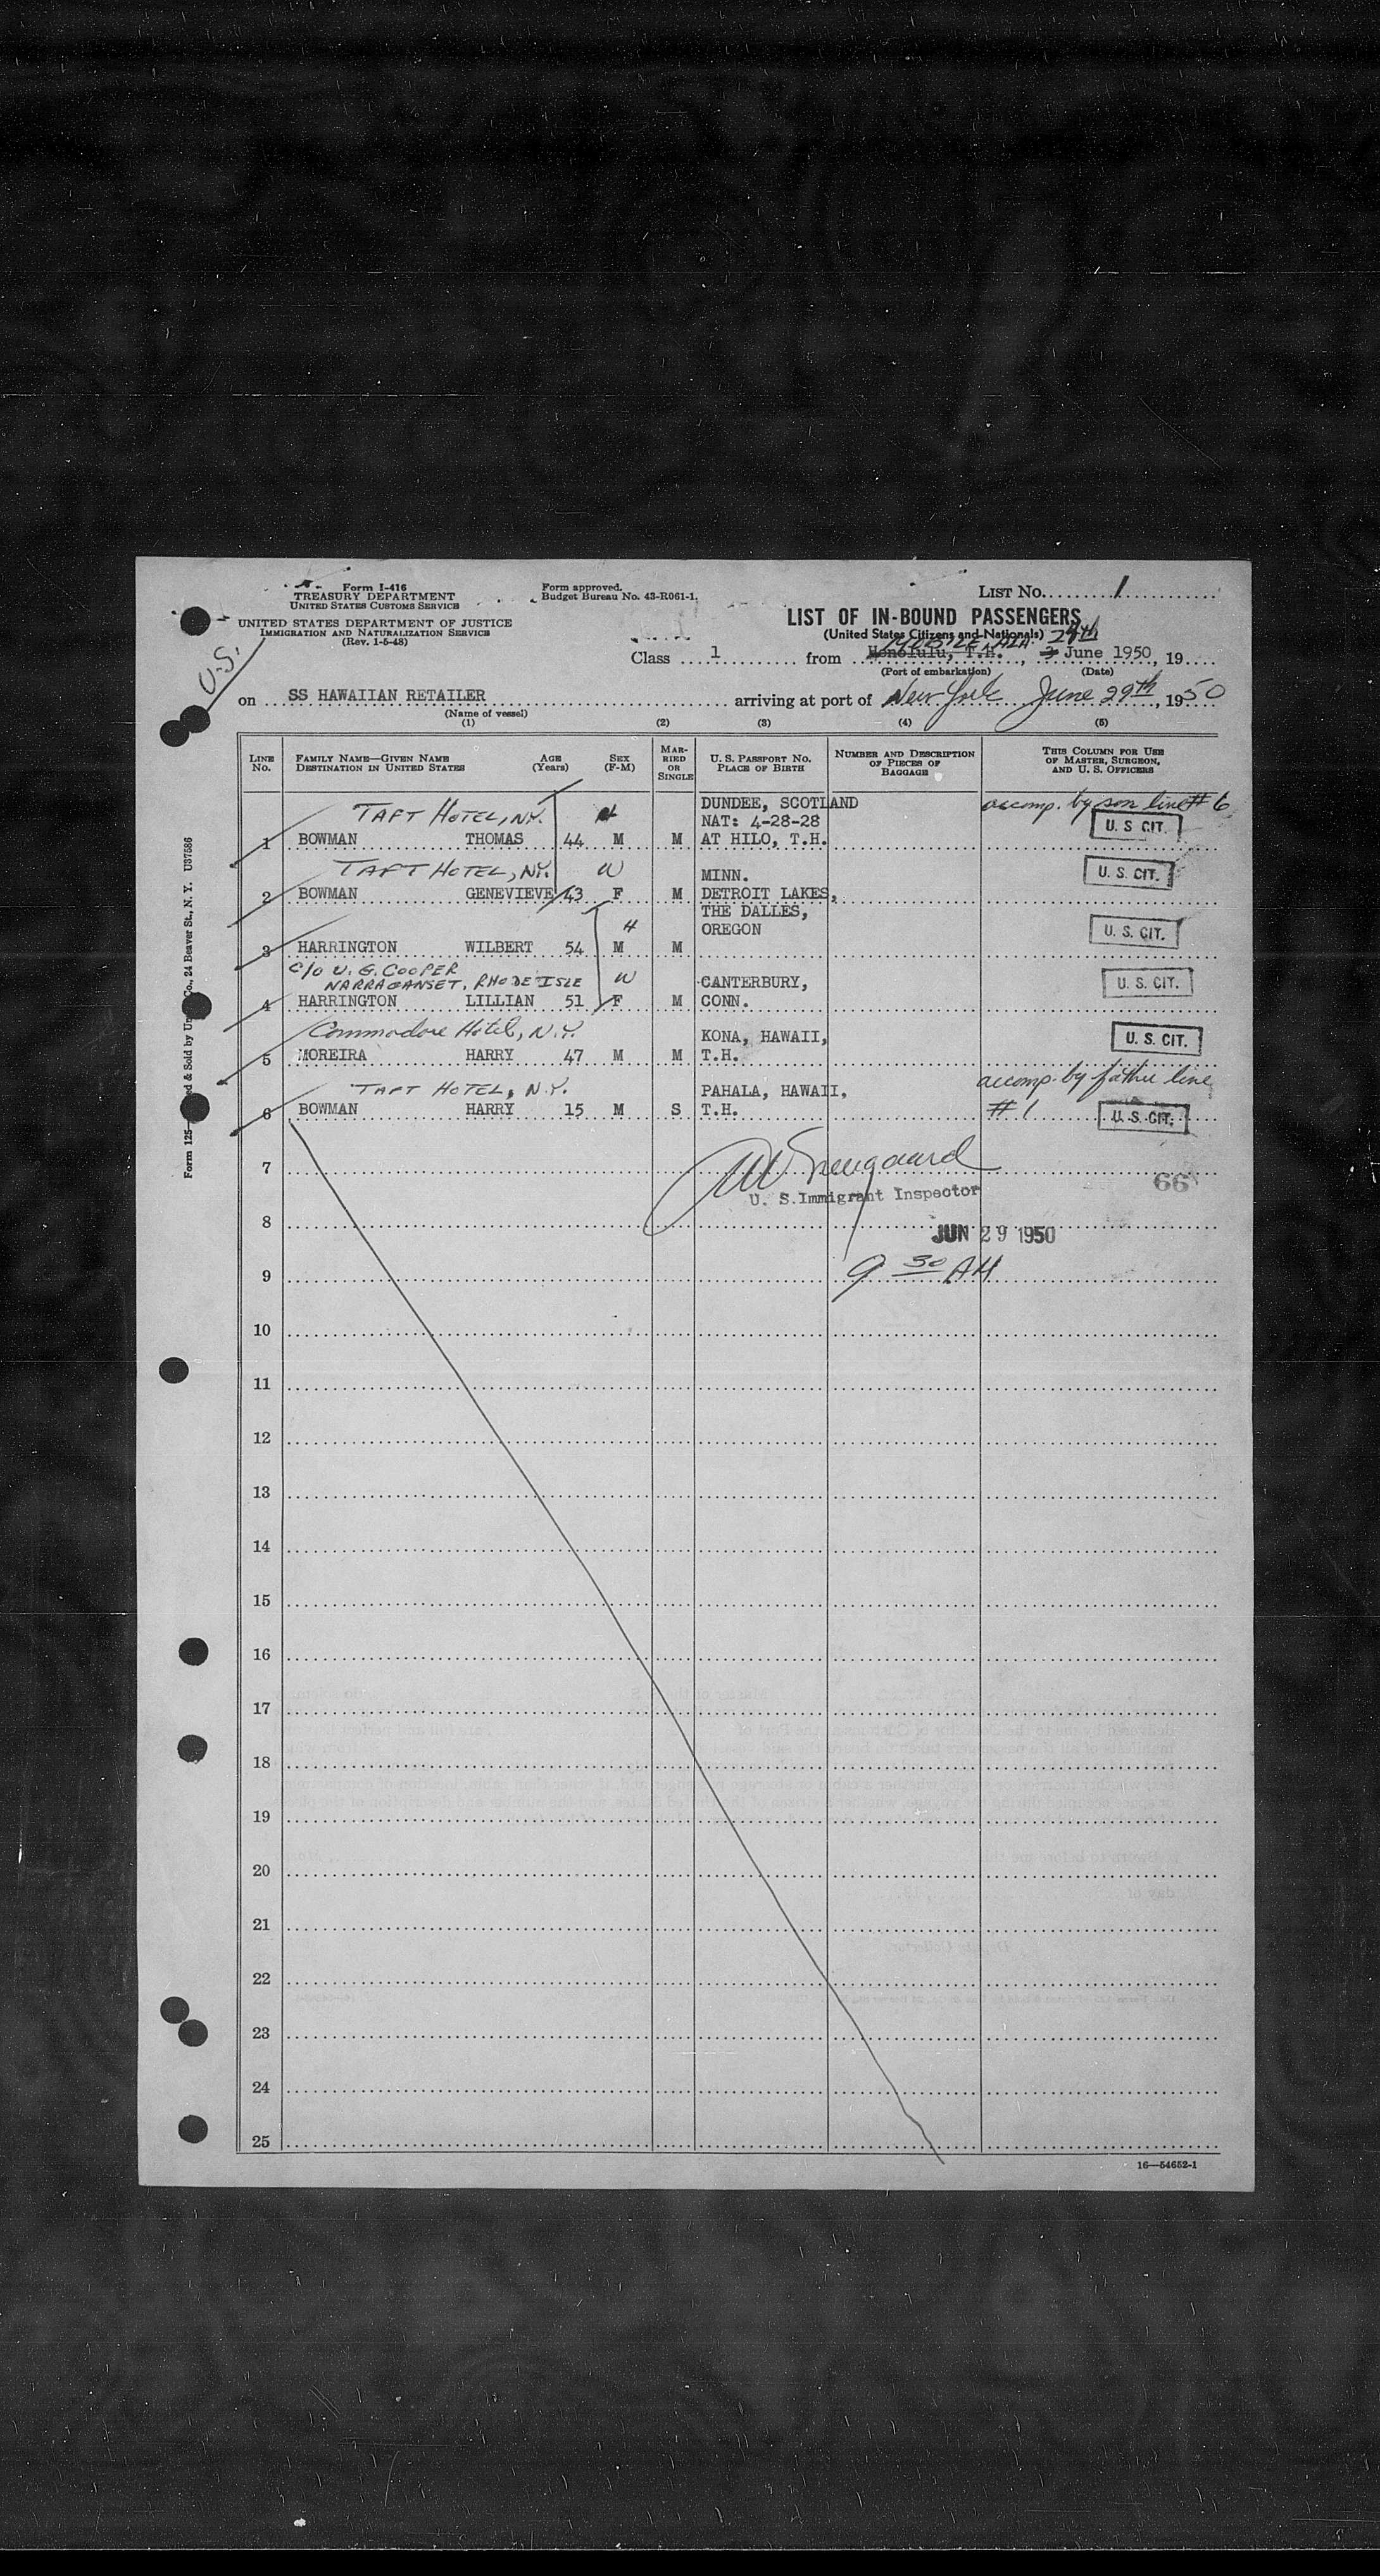 Form I-416
TREASURY DEPARTMENT
UNITED STATES CUSTOMS SERVICE
UNITED STATES DEPARTMENT OF JUSTICE
IMMIGRATION AND NATURALIZATION SERVICE
(Rev. 1-5-48)
Form approved.
Budget Bureau No. 43-R061-1.
LIST No. 1
LIST OF IN-BOUND PASSENGERS
(United States Citizens and Nationals)
U.S.
MOBILE, ALA. 24th
Class 1 from Honolulu, T.H., 3 June 1950, 19
(Port of embarkation) (Date)
on SS HAWAIIAN RETAILER arriving at port of New York June 29th, 1950
(Name of vessel)
(1) (2) (3) (4) (5)
LINE No.
FAMILY NAME—GIVEN NAME
DESTINATION IN UNITED STATES
AGE (Years)
SEX (F-M)
MARRIED OR SINGLE
U. S. PASSPORT NO.
PLACE OF BIRTH
NUMBER AND DESCRIPTION OF PIECES OF BAGGAGE
THIS COLUMN FOR USE OF MASTER, SURGEON, AND U. S. OFFICERS
DUNDEE, SCOTLAND accomp. by son line #6
TAFT HOTEL, NY. H NAT: 4-28-28 U. S. CIT.
1 BOWMAN THOMAS 44 M M AT HILO, T.H.
TAFT HOTEL, NY. W MINN. U. S. CIT.
2 BOWMAN GENEVIEVE 43 F M DETROIT LAKES,
THE DALLES,
H OREGON U. S. CIT.
3 HARRINGTON WILBERT 54 M M
C/O U. G. COOPER
NARRAGANSET, RHODE ISLE W CANTERBURY, U. S. CIT.
4 HARRINGTON LILLIAN 51 F M CONN.
Commodore Hotel, N.Y. KONA, HAWAII, U. S. CIT.
5 MOREIRA HARRY 47 M M T.H.
TAFT HOTEL, N.Y. PAHALA, HAWAII, accomp. by father line
6 BOWMAN HARRY 15 M S T.H. #1 U. S. CIT.
7
U. S. Immigrant Inspector
66
8
JUN 29 1950
9 9 30 AM
10
11
12
13
14
15
16
17
18
19
20
21
22
23
24
25
16—54652-1
Co., 24 Beaver St., N. Y. U37586